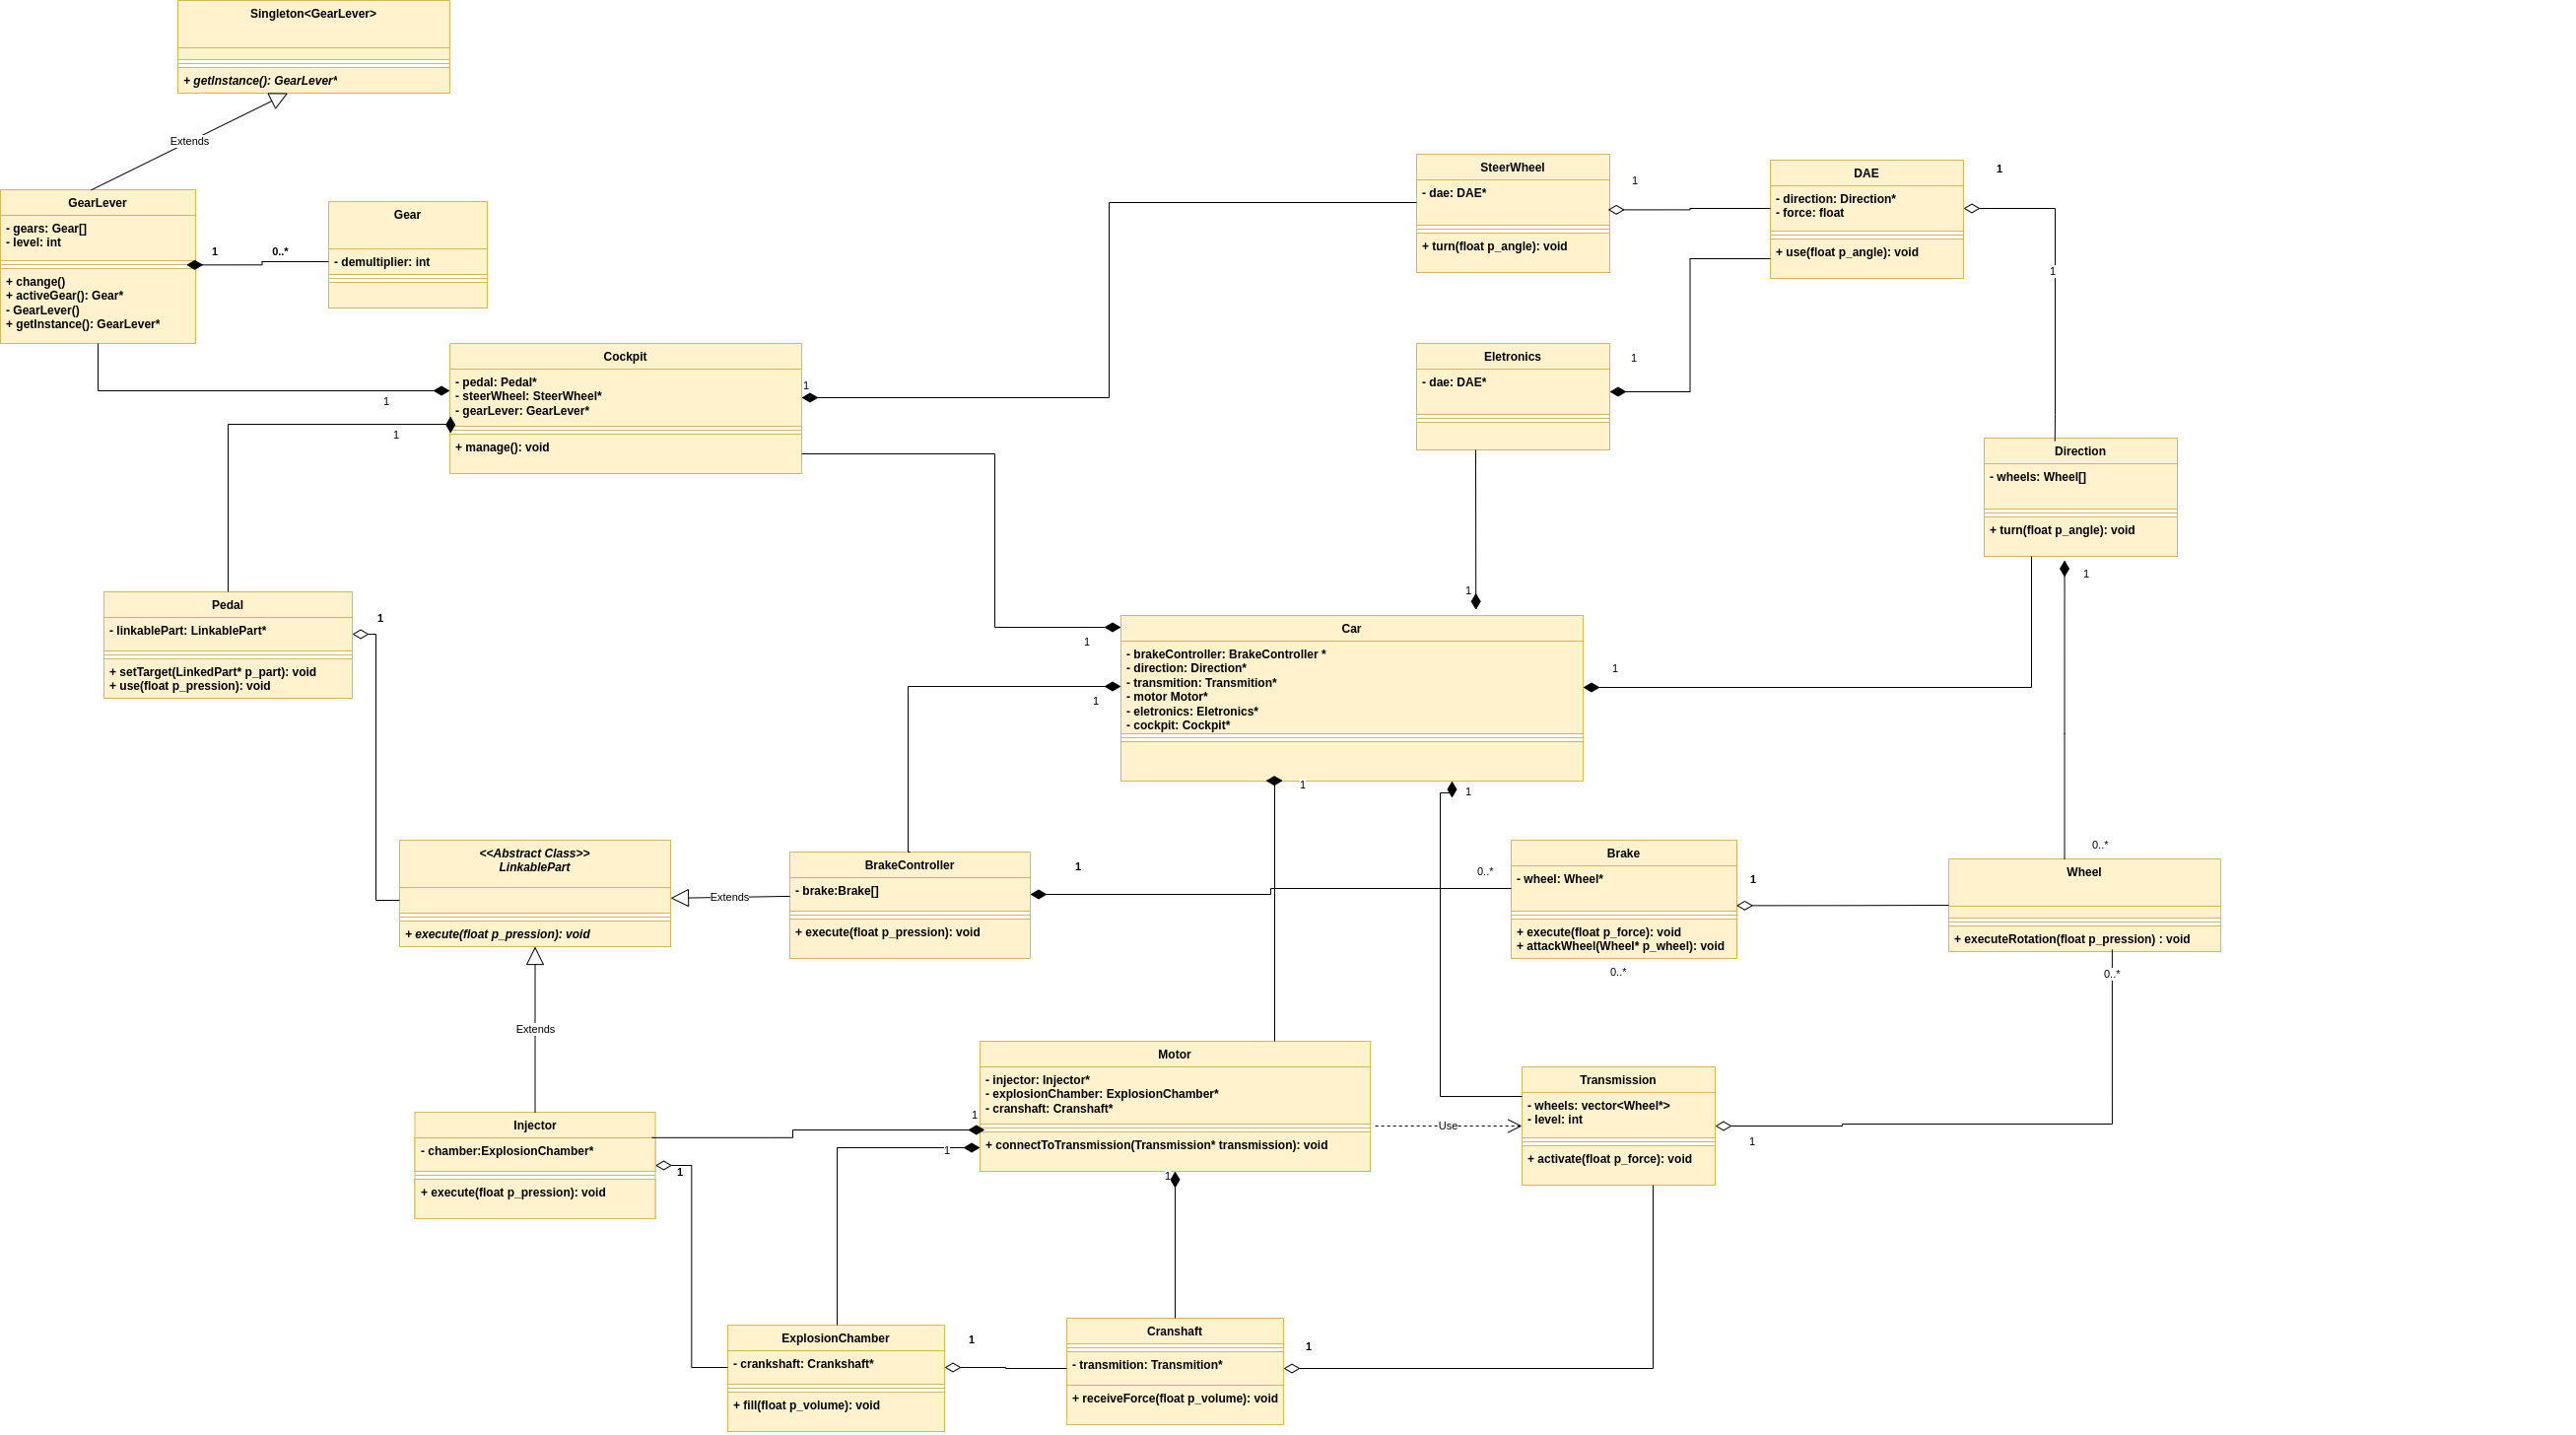 Singleton<GearLever>
+ getInstance(): GearLever*
Extends
GearLever
- gears: Gear[]
- level: int
+ change()
+ activeGear(): Gear*
- GearLever()
+ getInstance(): GearLever*
1
0..*
Gear
- demultiplier: int
Cockpit
- pedal: Pedal*
- steerWheel: SteerWheel*
- gearLever: GearLever*
+ manage(): void
1
1
1
SteerWheel
- dae: DAE*
+ turn(float p_angle): void
1
DAE
- direction: Direction*
- force: float
+ use(float p_angle): void
1
1
Eletronics
- dae: DAE*
1
Direction
- wheels: Wheel[]
+ turn(float p_angle): void
1
0..*
Pedal
- linkablePart: LinkablePart*
+ setTarget(LinkedPart* p_part): void
+ use(float p_pression): void
1
Car
- brakeController: BrakeController *
- direction: Direction*
- transmition: Transmition*
- motor Motor*
- eletronics: Eletronics*
- cockpit: Cockpit*
1
1
1
1
1
1
<<Abstract Class>>
LinkablePart
+ execute(float p_pression): void
Extends
BrakeController
- brake:Brake[]
+ execute(float p_pression): void
1
0..*
Brake
- wheel: Wheel*
+ execute(float p_force): void
+ attackWheel(Wheel* p_wheel): void
1
0..*
Wheel
+ executeRotation(float p_pression) : void
0..*
Extends
Injector
- chamber:ExplosionChamber*
+ execute(float p_pression): void
1
Motor
- injector: Injector*
- explosionChamber: ExplosionChamber*
- cranshaft: Cranshaft*
+ connectToTransmission(Transmission* transmission): void
1
1
1
Use
Transmission
- wheels: vector<Wheel*>
- level: int
+ activate(float p_force): void
1
ExplosionChamber
- crankshaft: Crankshaft*
+ fill(float p_volume): void
1
Cranshaft
- transmition: Transmition*
+ receiveForce(float p_volume): void
1